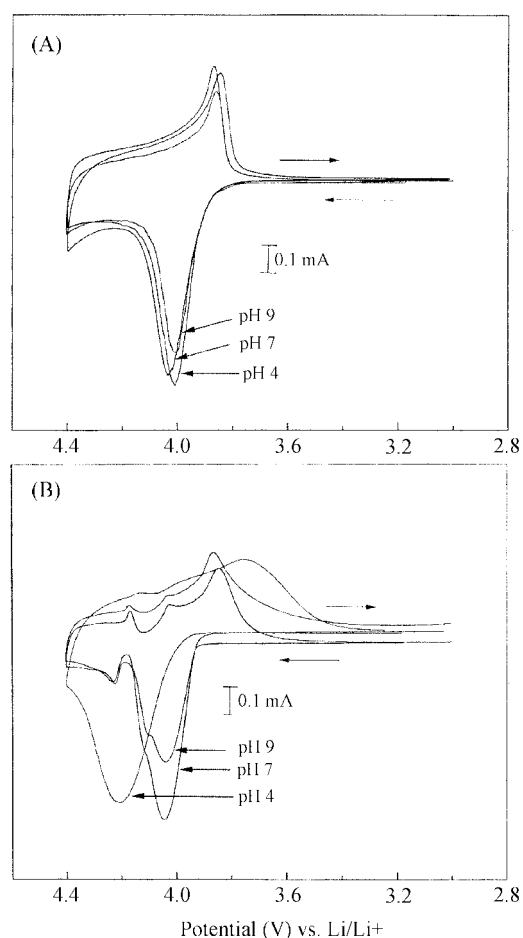 (A)
0.1 mA
pH 9
pH 7
pH 4
4.4 4.0 3.6 3.2 2.8
(B)
0.1 mA
pH 9
pH 7
pH 4
4.4 4.0 3.6 3.2 2.8
Potential (V) vs. Li/Li+